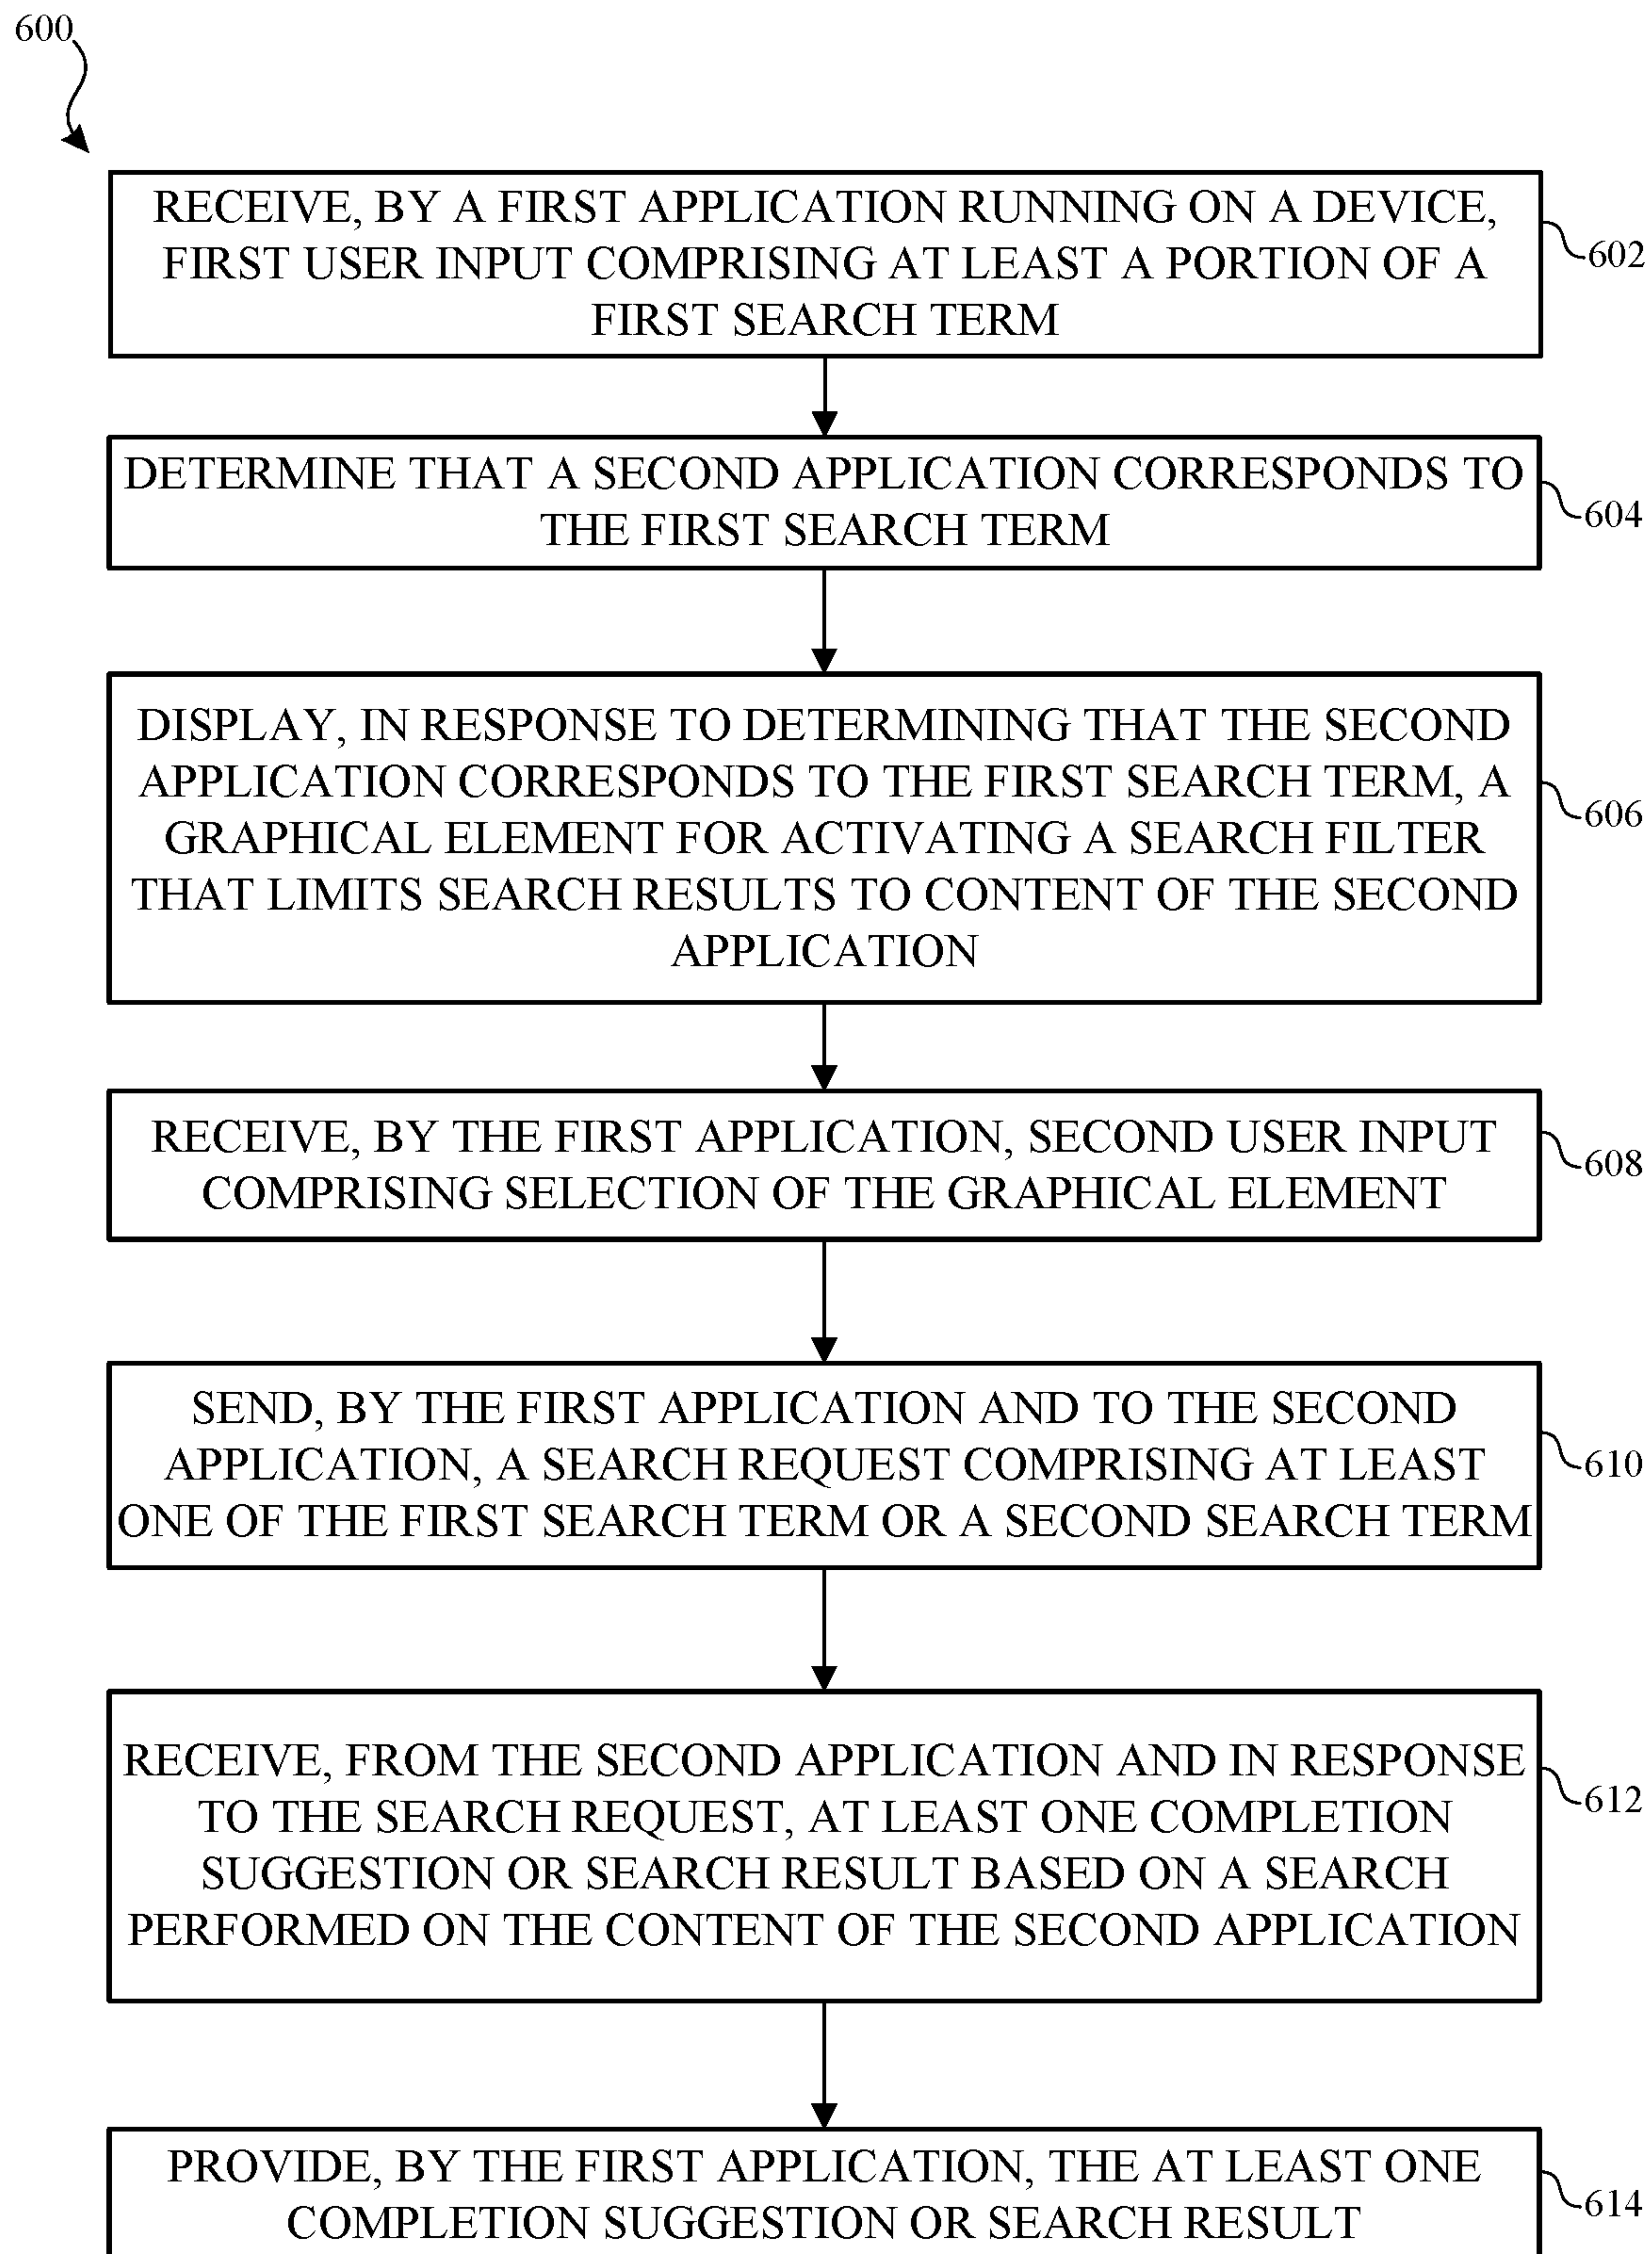 600
RECEIVE, BY A FIRST APPLICATION RUNNING ON A DEVICE,
FIRST USER INPUT COMPRISING AT LEAST A PORTION OF A
FIRST SEARCH TERM
602
DETERMINE THAT A SECOND APPLICATION CORRESPONDS TO
THE FIRST SEARCH TERM
604
DISPLAY, IN RESPONSE TO DETERMINING THAT THE SECOND
APPLICATION CORRESPONDS TO THE FIRST SEARCH TERM, A
GRAPHICAL ELEMENT FOR ACTIVATING A SEARCH FILTER
THAT LIMITS SEARCH RESULTS TO CONTENT OF THE SECOND
APPLICATION
606
RECEIVE, BY THE FIRST APPLICATION, SECOND USER INPUT
COMPRISING SELECTION OF THE GRAPHICAL ELEMENT
608
SEND, BY THE FIRST APPLICATION AND TO THE SECOND
APPLICATION, A SEARCH REQUEST COMPRISING AT LEAST
ONE OF THE FIRST SEARCH TERM OR A SECOND SEARCH TERM
610
RECEIVE, FROM THE SECOND APPLICATION AND IN RESPONSE
TO THE SEARCH REQUEST, AT LEAST ONE COMPLETION
SUGGESTION OR SEARCH RESULT BASED ON A SEARCH
PERFORMED ON THE CONTENT OF THE SECOND APPLICATION
612
PROVIDE, BY THE FIRST APPLICATION, THE AT LEAST ONE
COMPLETION SUGGESTION OR SEARCH RESULT
614